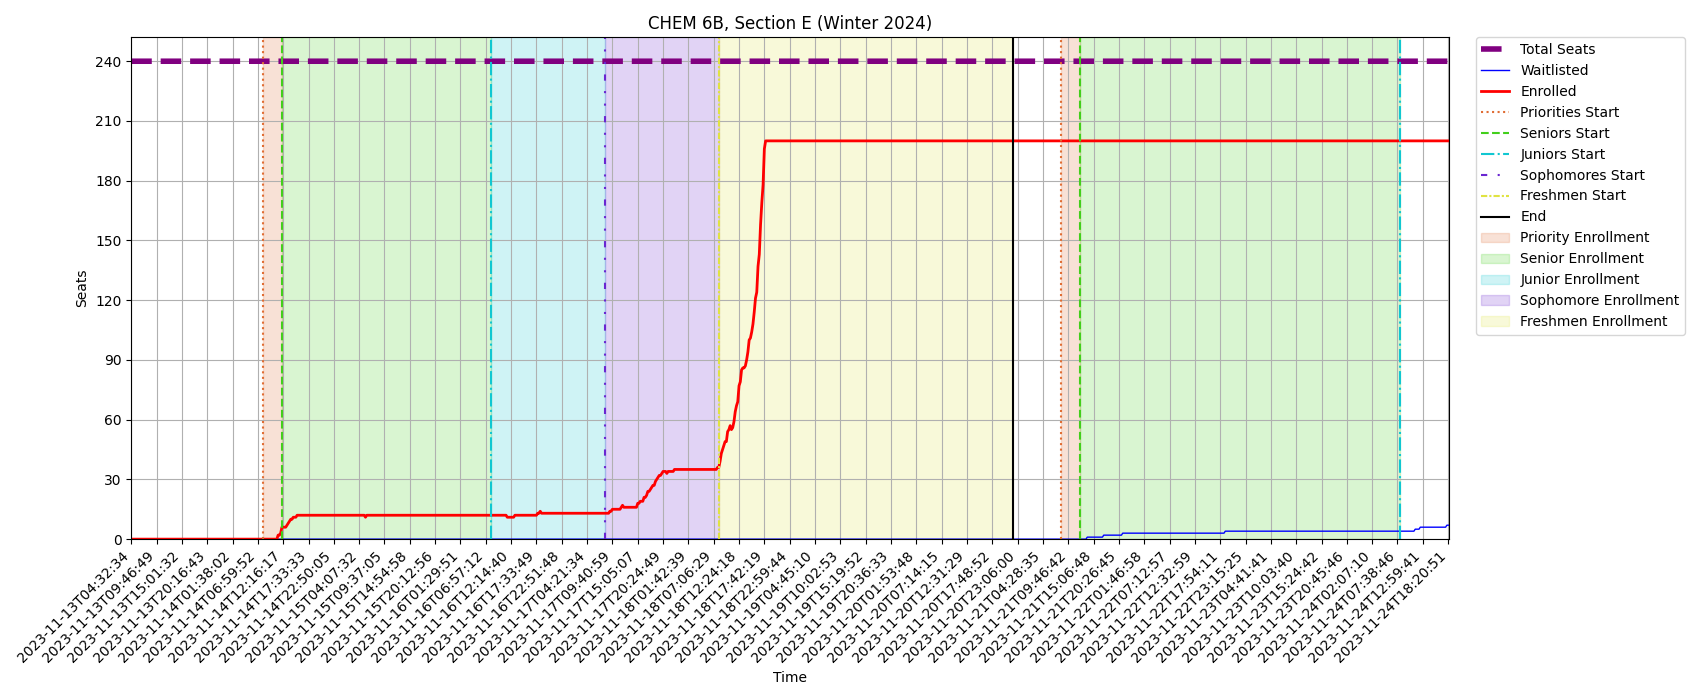 CHEM 6B, Section E (Winter 2024)
Seats
240
210
180
150
120
90
60
30
0
2023-11-13T04:32:34
2023-11-13T09:46:49
2023-11-13T15:01:32
2023-11-13T20:16:43
2023-11-14T01:38:02
2023-11-14T06:59:52
2023-11-14T12:16:17
2023-11-14T17:33:33
2023-11-14T22:50:05
2023-11-15T04:07:32
2023-11-15T09:37:05
2023-11-15T14:54:58
2023-11-15T20:12:56
2023-11-16T01:29:51
2023-11-16T06:57:12
2023-11-16T12:14:40
2023-11-16T17:33:49
2023-11-16T22:51:48
2023-11-17T04:21:34
2023-11-17T09:40:59
2023-11-17T15:05:07
2023-11-17T20:24:49
2023-11-18T01:42:39
2023-11-18T07:06:29
2023-11-18T12:24:18
2023-11-18T17:42:19
2023-11-18T22:59:44
2023-11-19T04:45:10
2023-11-19T10:02:53
2023-11-19T15:19:52
2023-11-19T20:36:33
2023-11-20T01:53:48
2023-11-20T07:14:15
2023-11-20T12:31:29
2023-11-20T17:48:52
2023-11-20T23:06:00
2023-11-21T04:28:35
2023-11-21T09:46:42
2023-11-21T15:06:48
2023-11-21T20:26:45
2023-11-22T01:46:58
2023-11-22T07:12:57
2023-11-22T12:32:59
2023-11-22T17:54:11
2023-11-22T23:15:25
2023-11-23T04:41:41
2023-11-23T10:03:40
2023-11-23T15:24:42
2023-11-23T20:45:46
2023-11-24T02:07:10
2023-11-24T07:38:46
2023-11-24T12:59:41
2023-11-24T18:20:51
Time
Total Seats
Waitlisted
Enrolled
Priorities Start
Seniors Start
Juniors Start
Sophomores Start
Freshmen Start
End
Priority Enrollment
Senior Enrollment
Junior Enrollment
Sophomore Enrollment
Freshmen Enrollment